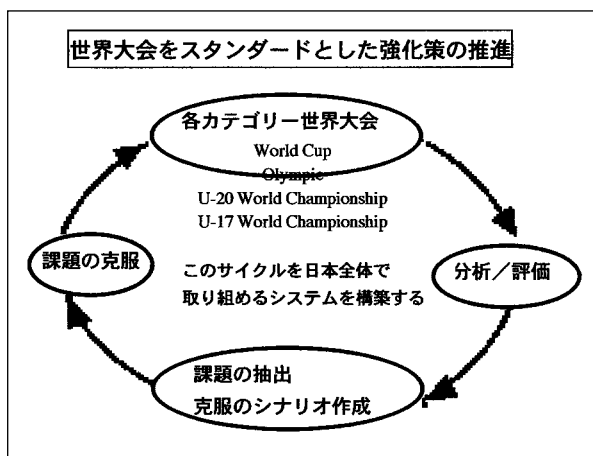 世界大会をスタンダードとした強化策の推進
各カテゴリー世界大会
World Cup
Olympic
U-20 World Championship
U-17 World Championship
課題の克服
このサイクルを日本全体で
取り組めるシステムを構築する
分析／評価
課題の抽出
克服のシナリオ作成